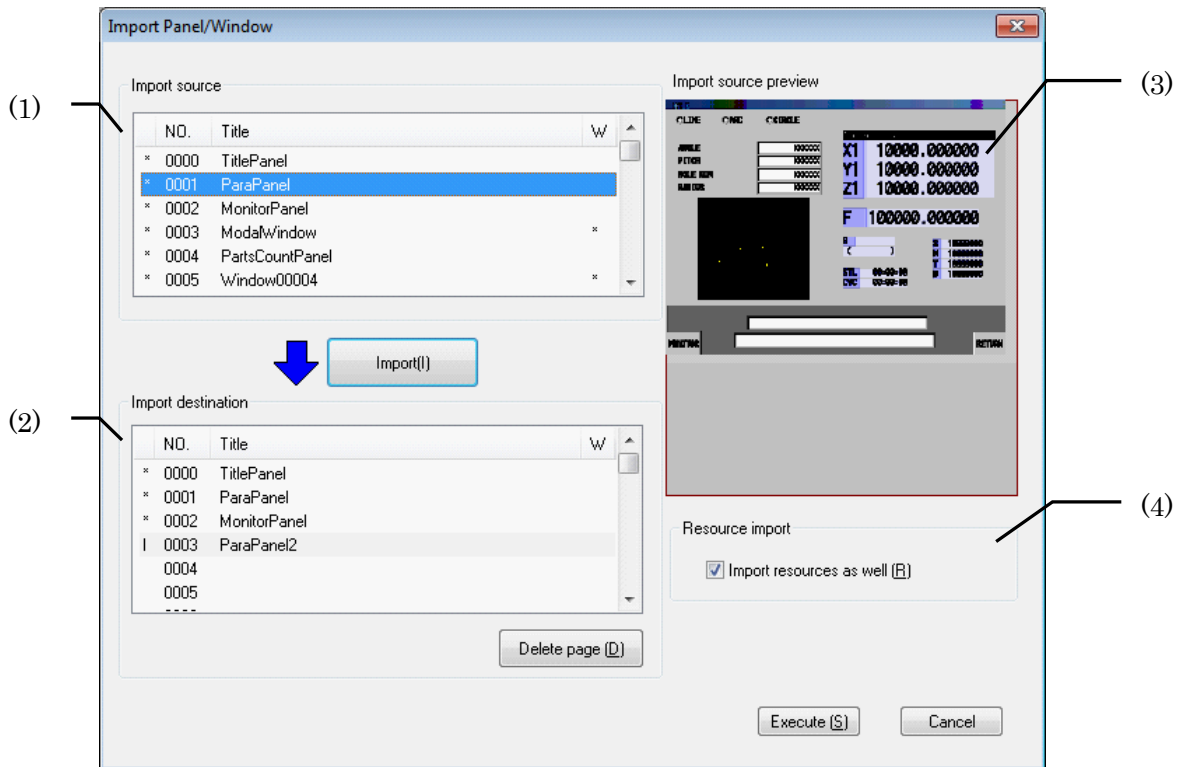 Import Panel/Window
Import source
(1)
NO. Title W
* 0000 TitlePanel
* 0001 ParaPanel
* 0002 MonitorPanel
* 0003 ModalWindow *
* 0004 PartsCountPanel
* 0005 Window00004 *
Import(I)
Import destination
(2)
NO. Title W
* 0000 TitlePanel
* 0001 ParaPanel
* 0002 MonitorPanel
I 0003 ParaPanel2
0004
0005
Delete page (D)
Import source preview
(3)
ANGLE
PITCH
X1 10000.000000
Y1 10000.000000
Z1 10000.000000
F 100000.000000
RETURN
(4)
Resource import
Import resources as well (R)
Execute (S)
Cancel